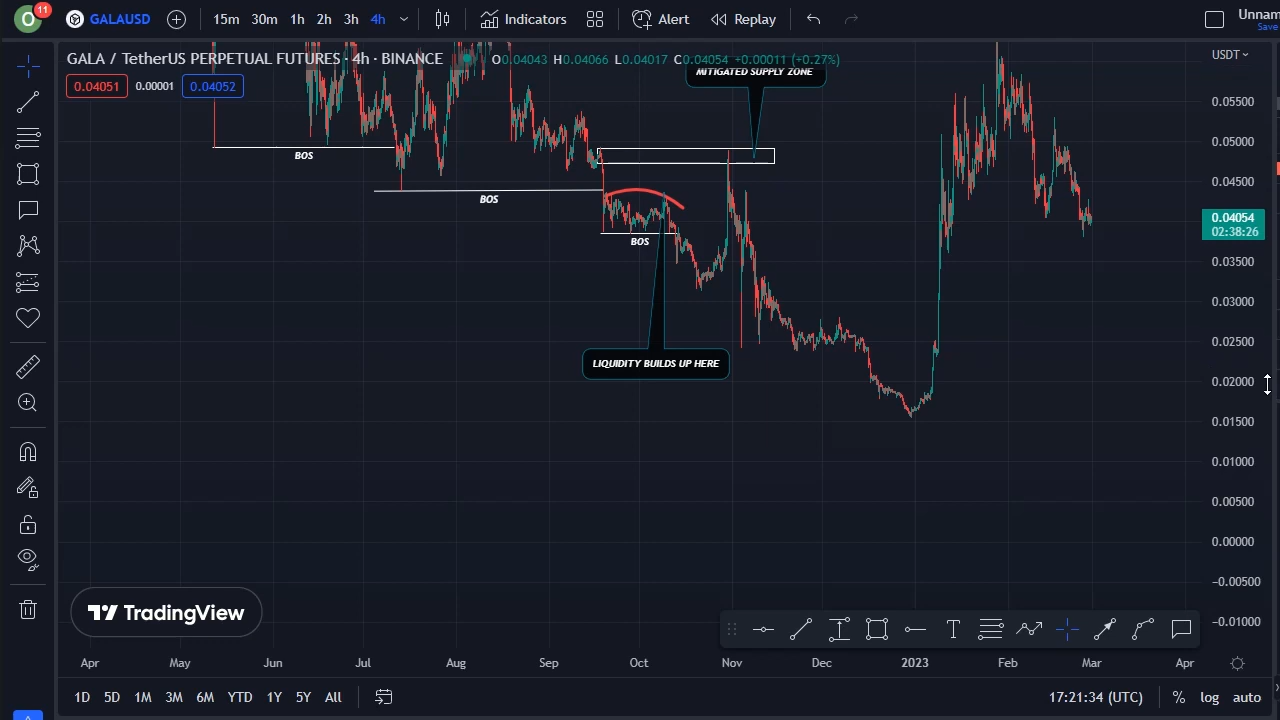 O 11 GALAUSD 15m 30m 1h 2h 3h 4h Indicators Alert Replay Unnam
Save
GALA / TetherUS PERPETUAL FUTURES · 4h · BINANCE O0.04043 H0.04066 L0.04017 C0.04054 +0.00011 (+0.27%) USDT
MITIGATED SUPPLY ZONE
0.04051 0.00001 0.04052
0.05500
0.05000
BOS
0.04500
BOS
0.04054
02:38:26
BOS
0.03500
0.03000
0.02500
LIQUIDITY BUILDS UP HERE
0.02000
0.01500
0.01000
0.00500
0.00000
−0.00500
TradingView
−0.01000
Apr May Jun Jul Aug Sep Oct Nov Dec 2023 Feb Mar Apr
1D 5D 1M 3M 6M YTD 1Y 5Y All 17:21:34 (UTC) % log auto